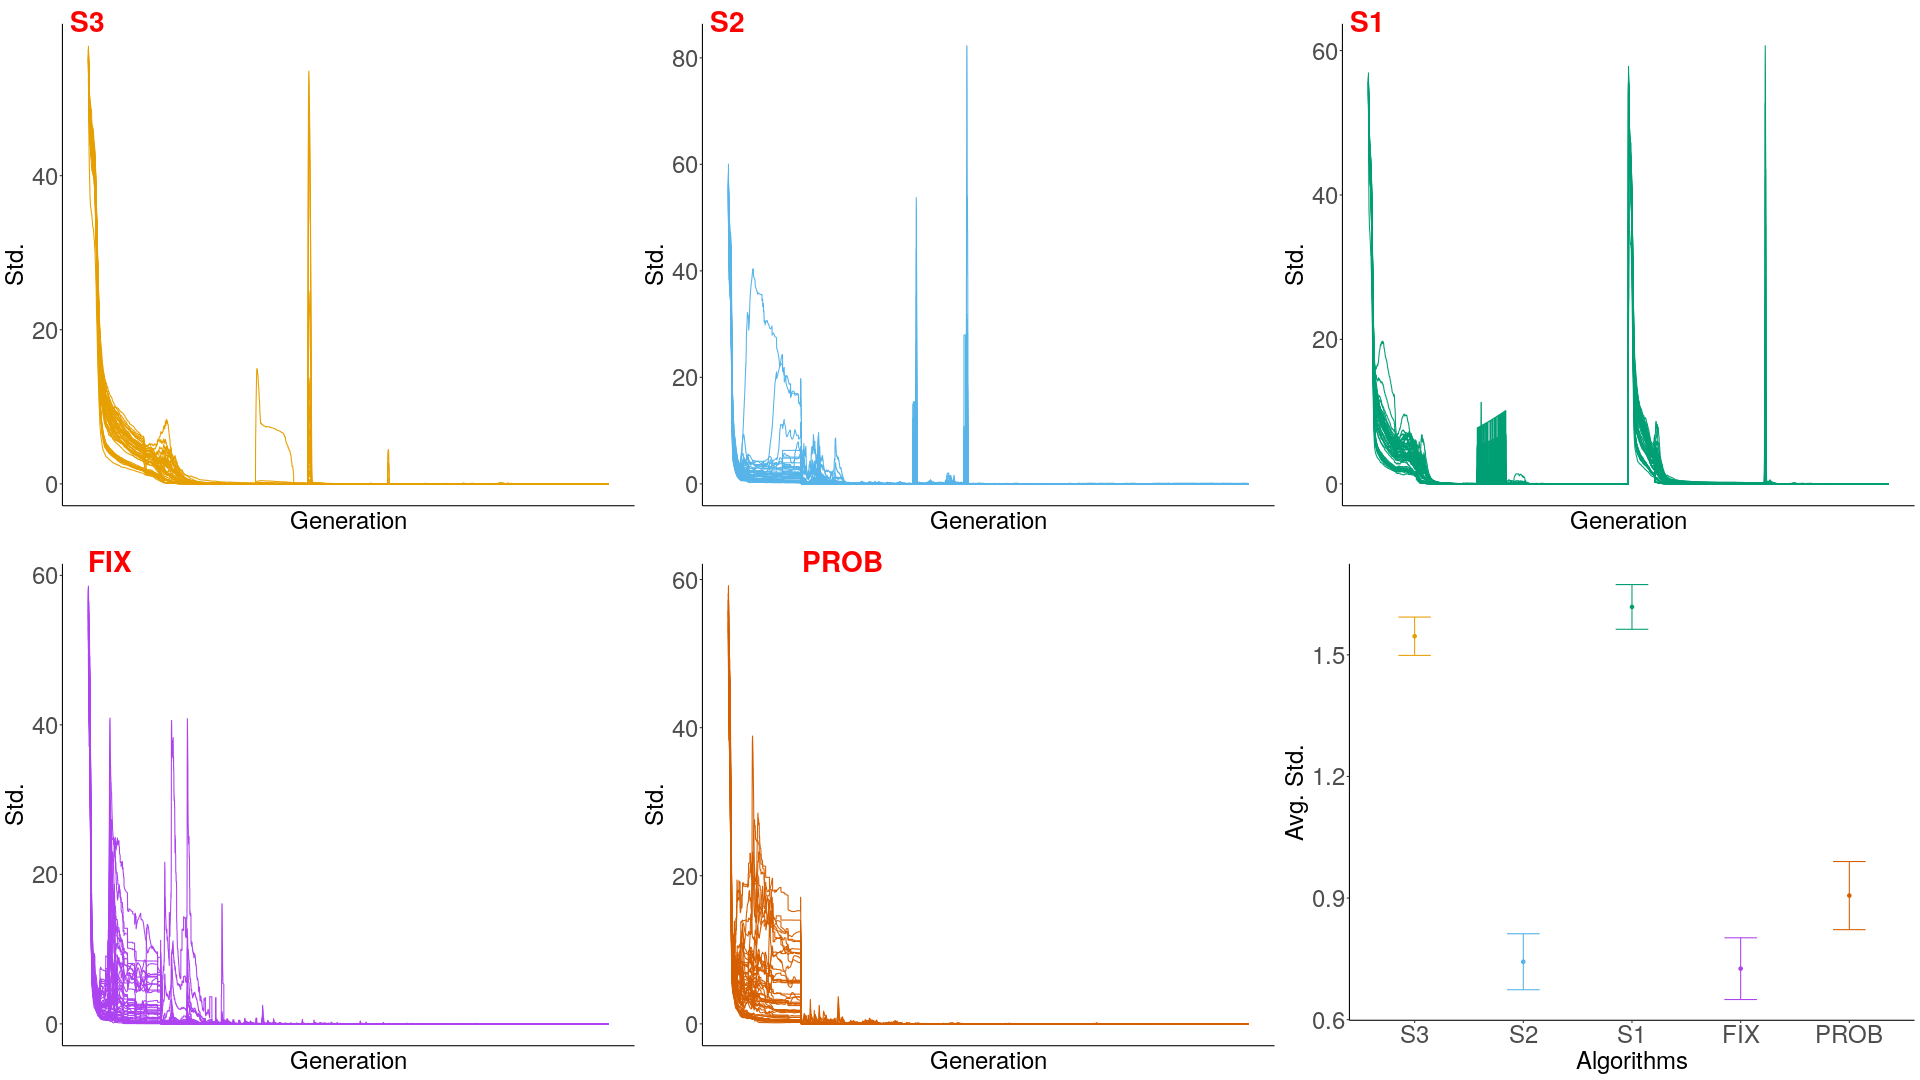 S3
40
20
0
Std.
Generation
S2
80
60
40
20
0
Std.
Generation
S1
60
40
20
0
Std.
Generation
FIX
60
40
20
0
Std.
Generation
PROB
60
40
20
0
Std.
Generation
1.5
1.2
0.9
0.6
Avg. Std.
S3 S2 S1 FIX PROB
Algorithms